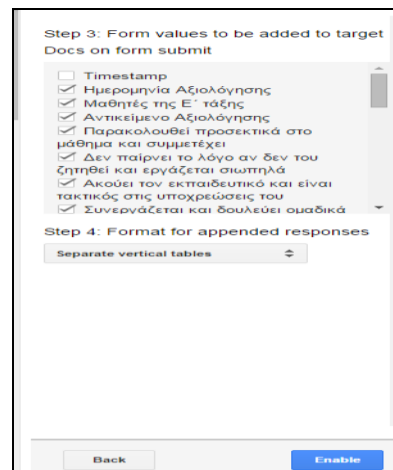 Step 3: Form values to be added to target
Docs on form submit
Timestamp
Ημερομηνία Αξιολόγησης
Μαθητές της Ε΄ τάξης
Αντικείμενο Αξιολόγησης
Παρακολουθεί προσεκτικά στο
μάθημα και συμμετέχει
Δεν παίρνει το λόγο αν δεν του
ζητηθεί και εργάζεται σιωπηλά
Ακούει τον εκπαιδευτικό και είναι
τακτικός στις υποχρεώσεις του
Συνεργάζεται και δουλεύει ομαδικά
Step 4: Format for appended responses
Separate vertical tables
Back
Enable